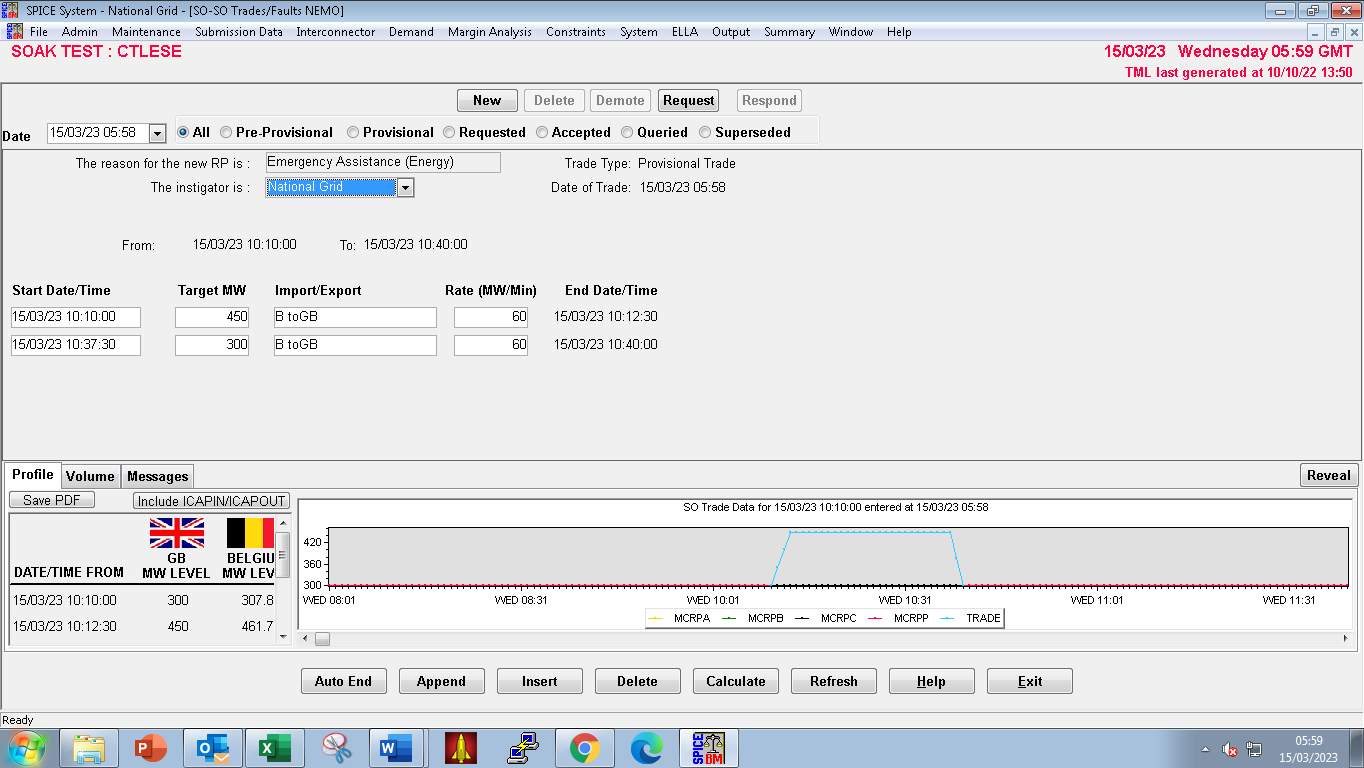 SPICE System - National Grid - [SO-SO Trades/Faults NEMO]
File Admin Maintenance Submission Data Interconnector Demand Margin Analysis Constraints System ELLA Output Summary Window Help
SOAK TEST : CTLESE
15/03/23 Wednesday 05:59 GMT
TML last generated at 10/10/22 13:50
New Delete Demote Request Respond
Date 15/03/23 05:58 All Pre-Provisional Provisional Requested Accepted Queried Superseded
The reason for the new RP is : Emergency Assistance (Energy) Trade Type: Provisional Trade
The instigator is : National Grid Date of Trade: 15/03/23 05:58
From: 15/03/23 10:10:00 To: 15/03/23 10:40:00
Start Date/Time Target MW Import/Export Rate (MW/Min) End Date/Time
15/03/23 10:10:00 450 B toGB 60 15/03/23 10:12:30
15/03/23 10:37:30 300 B toGB 60 15/03/23 10:40:00
Profile Volume Messages Reveal
Save PDF Include ICAPIN/ICAPOUT
GB BELGIU
DATE/TIME FROM MW LEVEL MW LEV
15/03/23 10:10:00 300 307.8
15/03/23 10:12:30 450 461.7
SO Trade Data for 15/03/23 10:10:00 entered at 15/03/23 05:58
420
360
300
WED 08:01 WED 08:31 WED 10:01 WED 10:31 WED 11:01 WED 11:31
MCRPA MCRPB MCRPC MCRPP TRADE
Auto End Append Insert Delete Calculate Refresh Help Exit
Ready
SPICE
BMI
05:59
15/03/2023